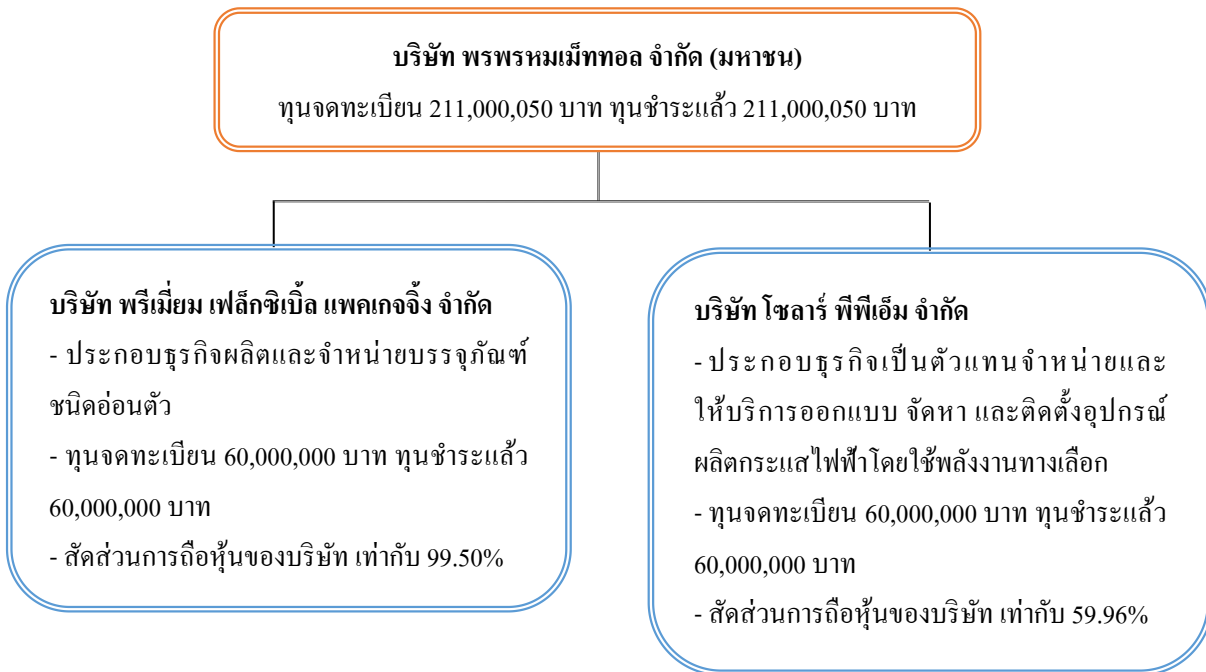 บริษัท พรพรหมเม็ททอล จำกัด (มหาชน)
ทุนจดทะเบียน 211,000,050 บาท ทุนชำระแล้ว 211,000,050 บาท
บริษัท พรีเมี่ยม เฟล็กซิเบิ้ล แพคเกจจิ้ง จำกัด
- ประกอบธุรกิจผลิตและจำหน่ายบรรจุภัณฑ์
ชนิดอ่อนตัว
- ทุนจดทะเบียน 60,000,000 บาท ทุนชำระแล้ว
60,000,000 บาท
- สัดส่วนการถือหุ้นของบริษัท เท่ากับ 99.50%
บริษัท โซลาร์ พีพีเอ็ม จำกัด
- ประกอบธุรกิจเป็นตัวแทนจำหน่ายและ
ให้บริการออกแบบ จัดหา และติดตั้งอุปกรณ์
ผลิตกระแสไฟฟ้าโดยใช้พลังงานทางเลือก
- ทุนจดทะเบียน 60,000,000 บาท ทุนชำระแล้ว
60,000,000 บาท
- สัดส่วนการถือหุ้นของบริษัท เท่ากับ 59.96%